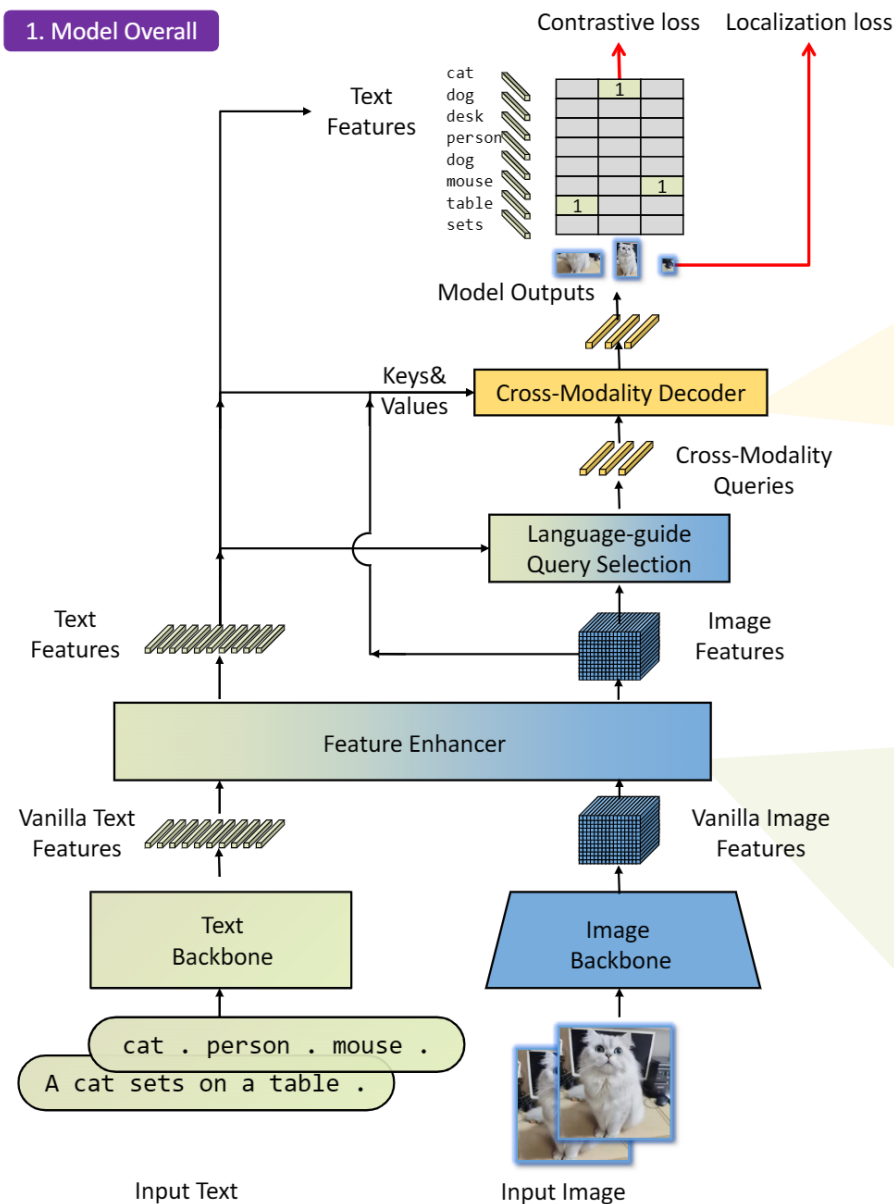 1. Model Overall
Contrastive loss
Localization loss
Text
Features
cat
dog
desk
person
dog
mouse
table
sets
1
1
1
Model Outputs
Keys&
Values
Cross-Modality Decoder
Cross-Modality
Queries
Language-guide
Query Selection
Text
Features
Image
Features
Feature Enhancer
Vanilla Text
Features
Vanilla Image
Features
Text
Backbone
Image
Backbone
cat . person . mouse .
A cat sets on a table .
Input Text
Input Image